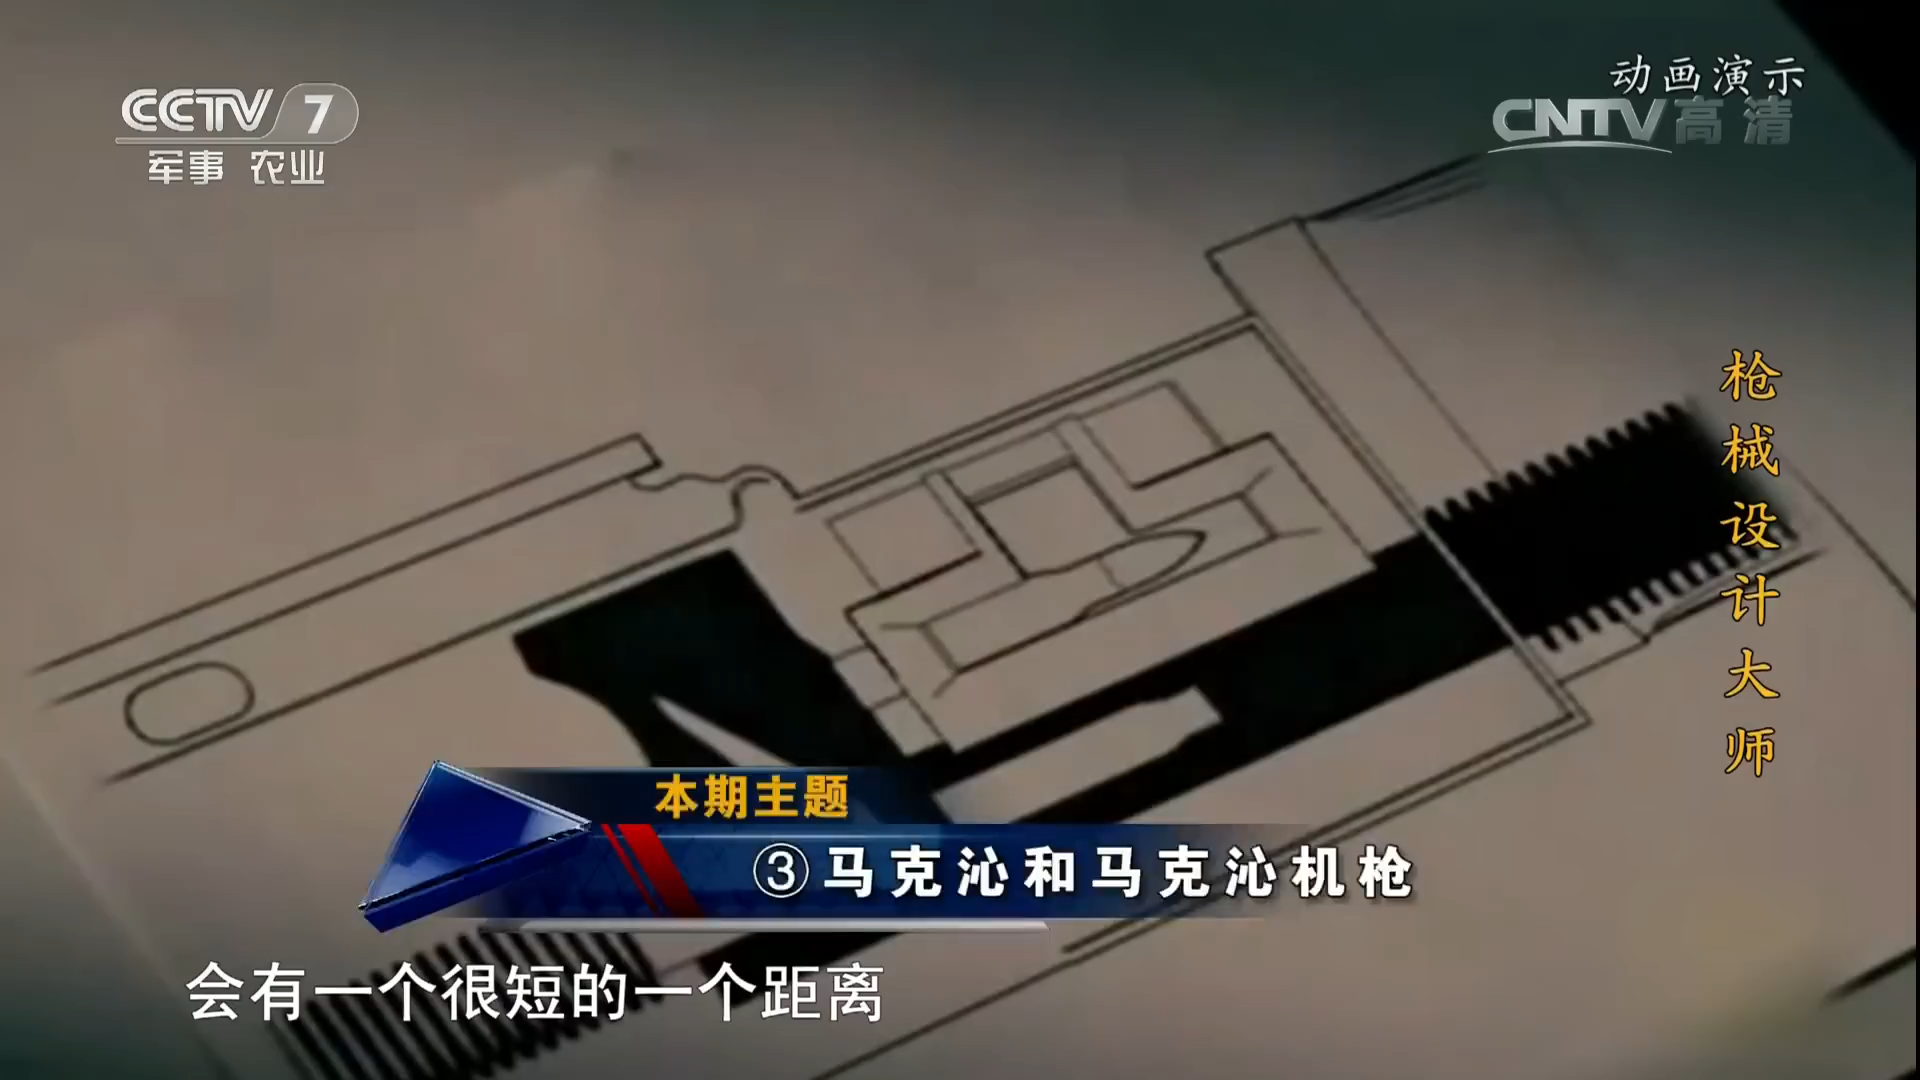 动画演示
CCTV 7
军事 农业
CNTV高清
枪械设计大师
本期主题
③马克沁和马克沁机枪
会有一个很短的一个距离